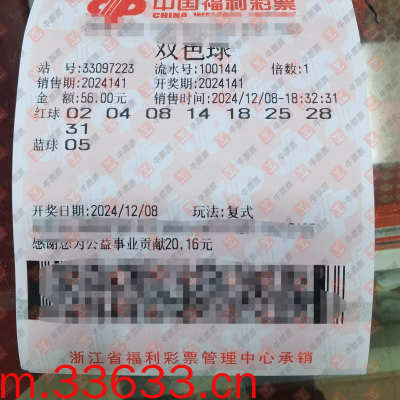 中国福利彩票
CHINA WEL
双色球
站 号:33097223 流水号:100144 倍数:1
销售期:2024141 开奖期:2024141
金 额:56.00元 销售时间:2024/12/08-18:32:31
红球 02 04 08 14 18 25 28
31
蓝球 05
开奖日期:2024/12/08 玩法:复式
感谢您为公益事业贡献20.16元
浙江省福利彩票管理中心承销
m.33633.cn